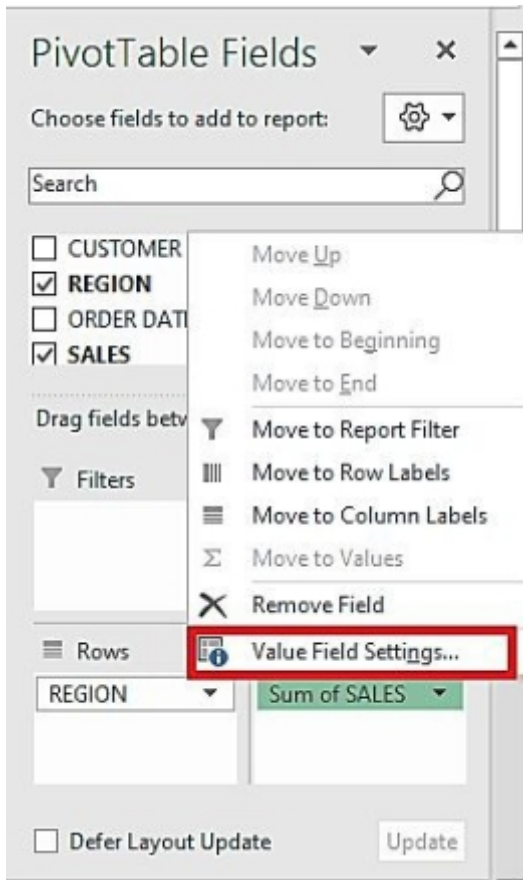 PivotTable Fields
Choose fields to add to report:
Search
CUSTOMER
REGION
ORDER DATE
SALES
Move Up
Move Down
Move to Beginning
Move to End
Move to Report Filter
Move to Row Labels
Move to Column Labels
Σ Move to Values
Remove Field
Value Field Settings...
Drag fields betw
Filters
Rows
REGION
Sum of SALES
Defer Layout Update
Update